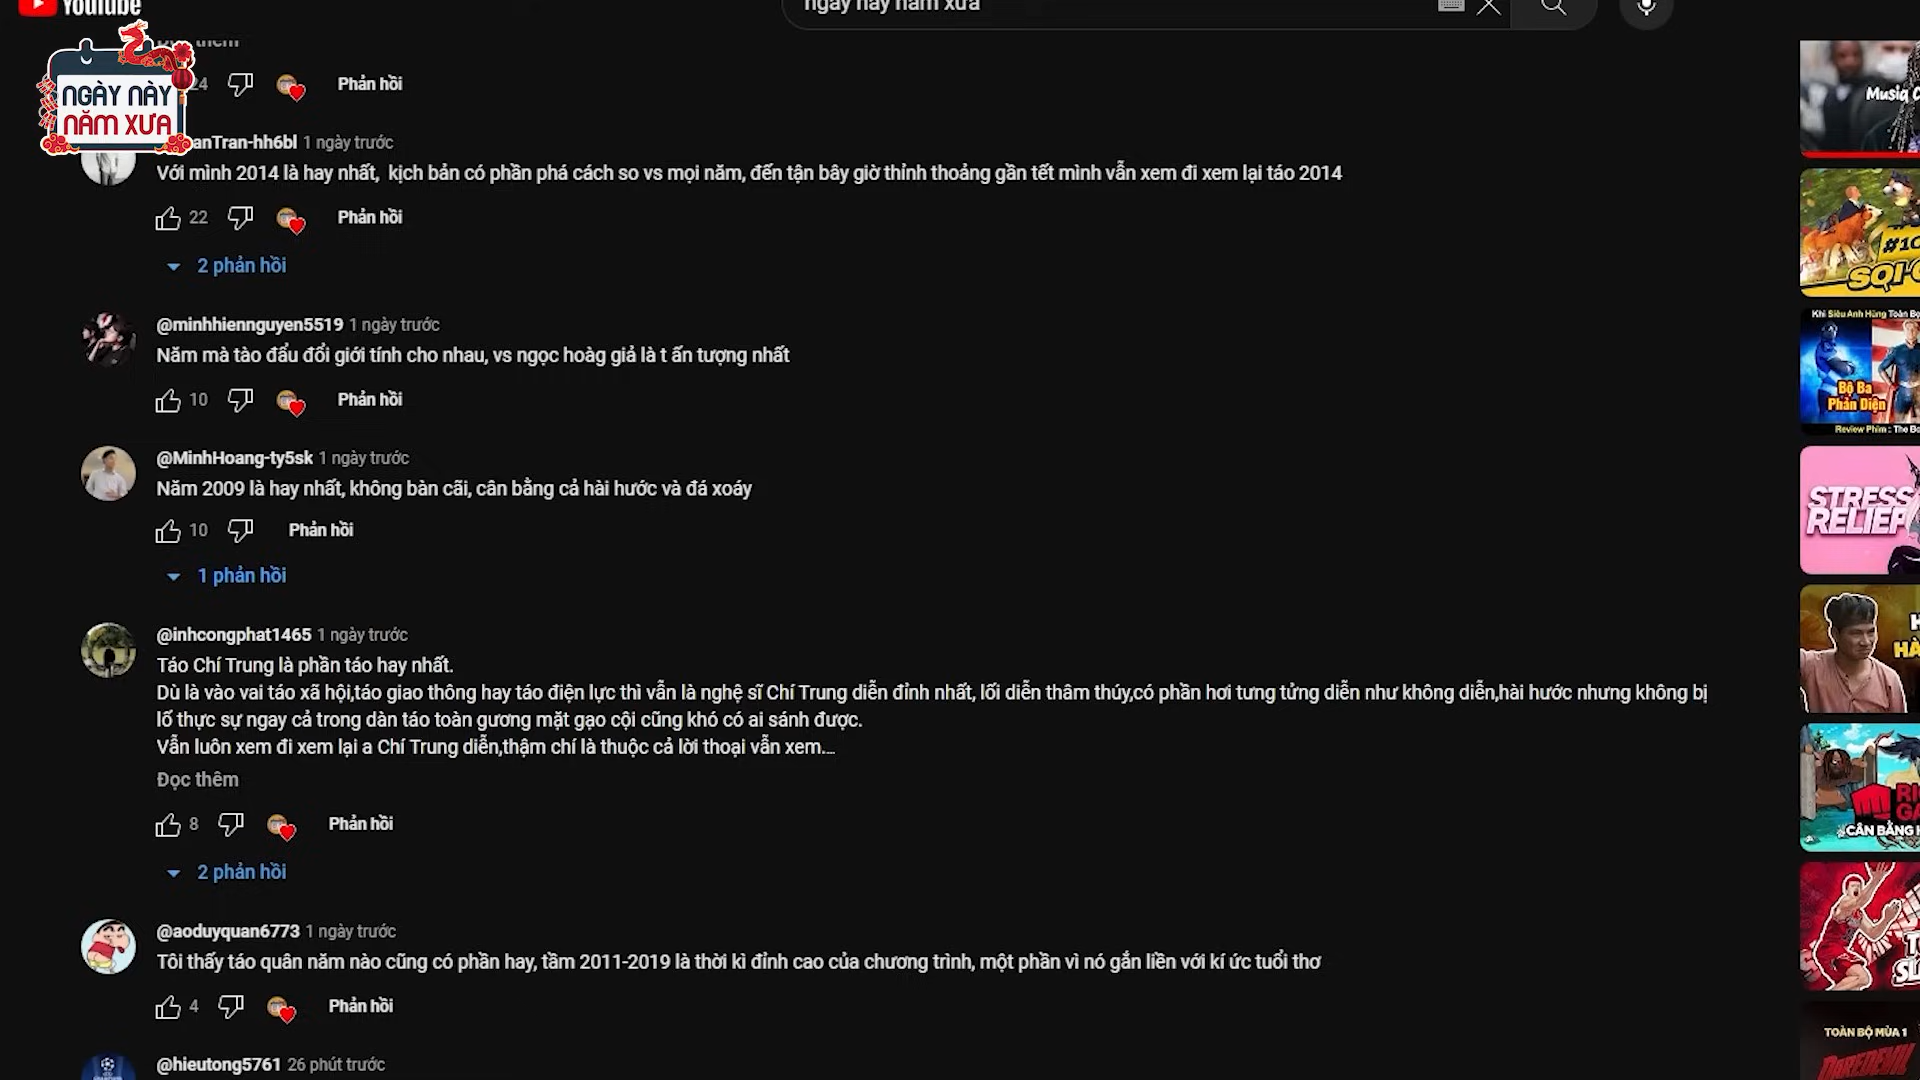 YouTube
ngày này năm xưa
NGÀY NÀY
NĂM XƯA
24
Phản hồi
anTran-hh6bl 1 ngày trước
Với mình 2014 là hay nhất, kịch bản có phần phá cách so vs mọi năm, đến tận bây giờ thỉnh thoảng gần tết mình vẫn xem đi xem lại táo 2014
22 Phản hồi
2 phản hồi
@minhhiennguyen5519 1 ngày trước
Năm mà tào đẩu đổi giới tính cho nhau, vs ngọc hoàg giả là t ấn tượng nhất
10 Phản hồi
@MinhHoang-ty5sk 1 ngày trước
Năm 2009 là hay nhất, không bàn cãi, cân bằng cả hài hước và đá xoáy
10 Phản hồi
1 phản hồi
@inhcongphat1465 1 ngày trước
Táo Chí Trung là phần táo hay nhất.
Dù là vào vai táo xã hội,táo giao thông hay táo điện lực thì vẫn là nghệ sĩ Chí Trung diễn đỉnh nhất, lối diễn thâm thúy,có phần hơi tưng tửng diễn như không diễn,hài hước nhưng không bị
lố thực sự ngay cả trong dàn táo toàn gương mặt gạo cội cũng khó có ai sánh được.
Vẫn luôn xem đi xem lại a Chí Trung diễn,thậm chí là thuộc cả lời thoại vẫn xem...
Đọc thêm
8 Phản hồi
2 phản hồi
@aoduyquan6773 1 ngày trước
Tôi thấy táo quân năm nào cũng có phần hay, tầm 2011-2019 là thời kì đỉnh cao của chương trình, một phần vì nó gắn liền với kí ức tuổi thơ
4 Phản hồi
@hieutong5761 26 phút trước
Musiq
Khi Siêu Anh Hùng Toàn
Bộ Ba
Phản Diện
Review Phim : The
STRESS
RELIEF
CÂN BẰNG
TOÀN BỘ MÙA 1
DAREDEVIL